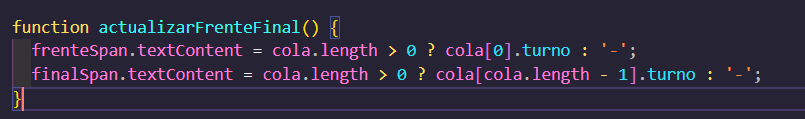 function actualizarFrenteFinal() {
  frenteSpan.textContent = cola.length > 0 ? cola[0].turno : '-';
  finalSpan.textContent = cola.length > 0 ? cola[cola.length - 1].turno : '-';
}